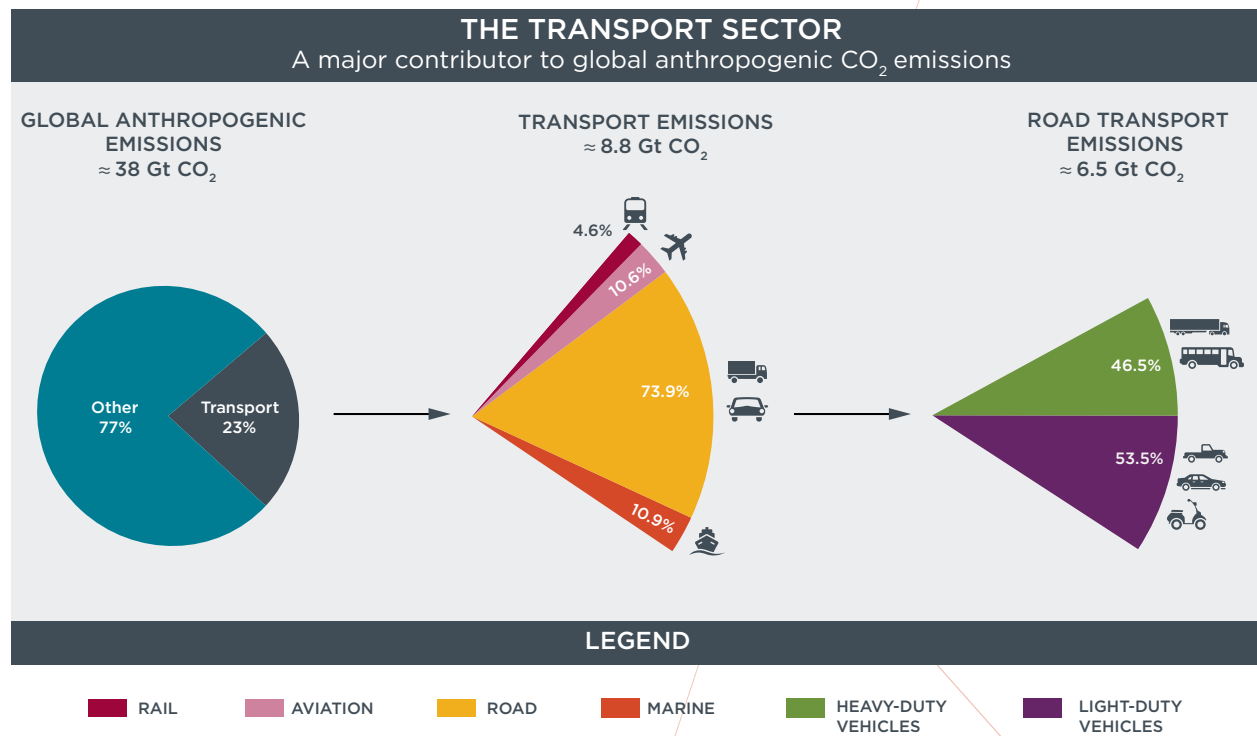 THE TRANSPORT SECTOR
A major contributor to global anthropogenic CO₂ emissions
GLOBAL ANTHROPOGENIC
EMISSIONS
≈ 38 Gt CO₂
TRANSPORT EMISSIONS
≈ 8.8 Gt CO₂
ROAD TRANSPORT
EMISSIONS
≈ 6.5 Gt CO₂
Other
77%
Transport
23%
4.6%
10.6%
73.9%
10.9%
46.5%
53.5%
LEGEND
RAIL
AVIATION
ROAD
MARINE
HEAVY-DUTY
VEHICLES
LIGHT-DUTY
VEHICLES